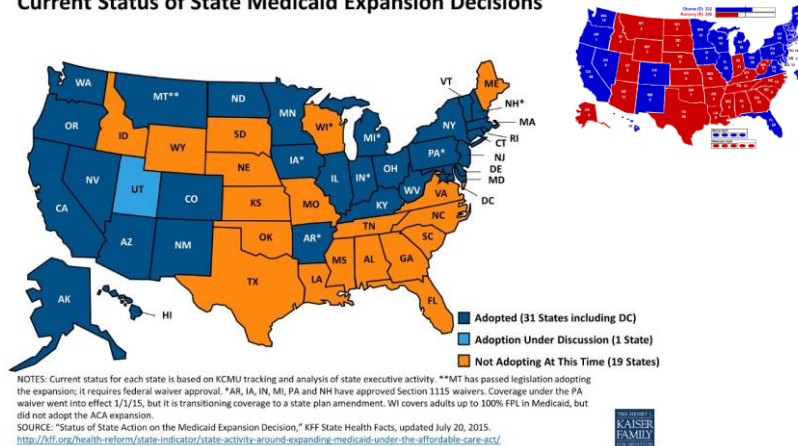 Current Status of State Medicaid Expansion Decisions
Obama (D) 332
Romney (R) 206
WA
OR
CA
NV
ID
MT**
WY
UT
AZ
CO
NM
ND
SD
NE
KS
OK
TX
MN
IA*
MO
AR*
LA
WI*
IL
MI*
IN*
OH
KY
TN
MS
AL
GA
FL
SC
NC
VA
WV
PA*
NY
VT
ME
NH*
MA
RI
CT
NJ
DE
MD
DC
AK
HI
Adopted (31 States including DC)
Adoption Under Discussion (1 State)
Not Adopting At This Time (19 States)
NOTES: Current status for each state is based on KCMU tracking and analysis of state executive activity. **MT has passed legislation adopting
the expansion; it requires federal waiver approval. *AR, IA, IN, MI, PA and NH have approved Section 1115 waivers. Coverage under the PA
waiver went into effect 1/1/15, but it is transitioning coverage to a state plan amendment. WI covers adults up to 100% FPL in Medicaid, but
did not adopt the ACA expansion.
SOURCE: "Status of State Action on the Medicaid Expansion Decision," KFF State Health Facts, updated July 20, 2015.
http://kff.org/health-reform/state-indicator/state-activity-around-expanding-medicaid-under-the-affordable-care-act/
THE HENRY J.
KAISER
FAMILY
FOUNDATION